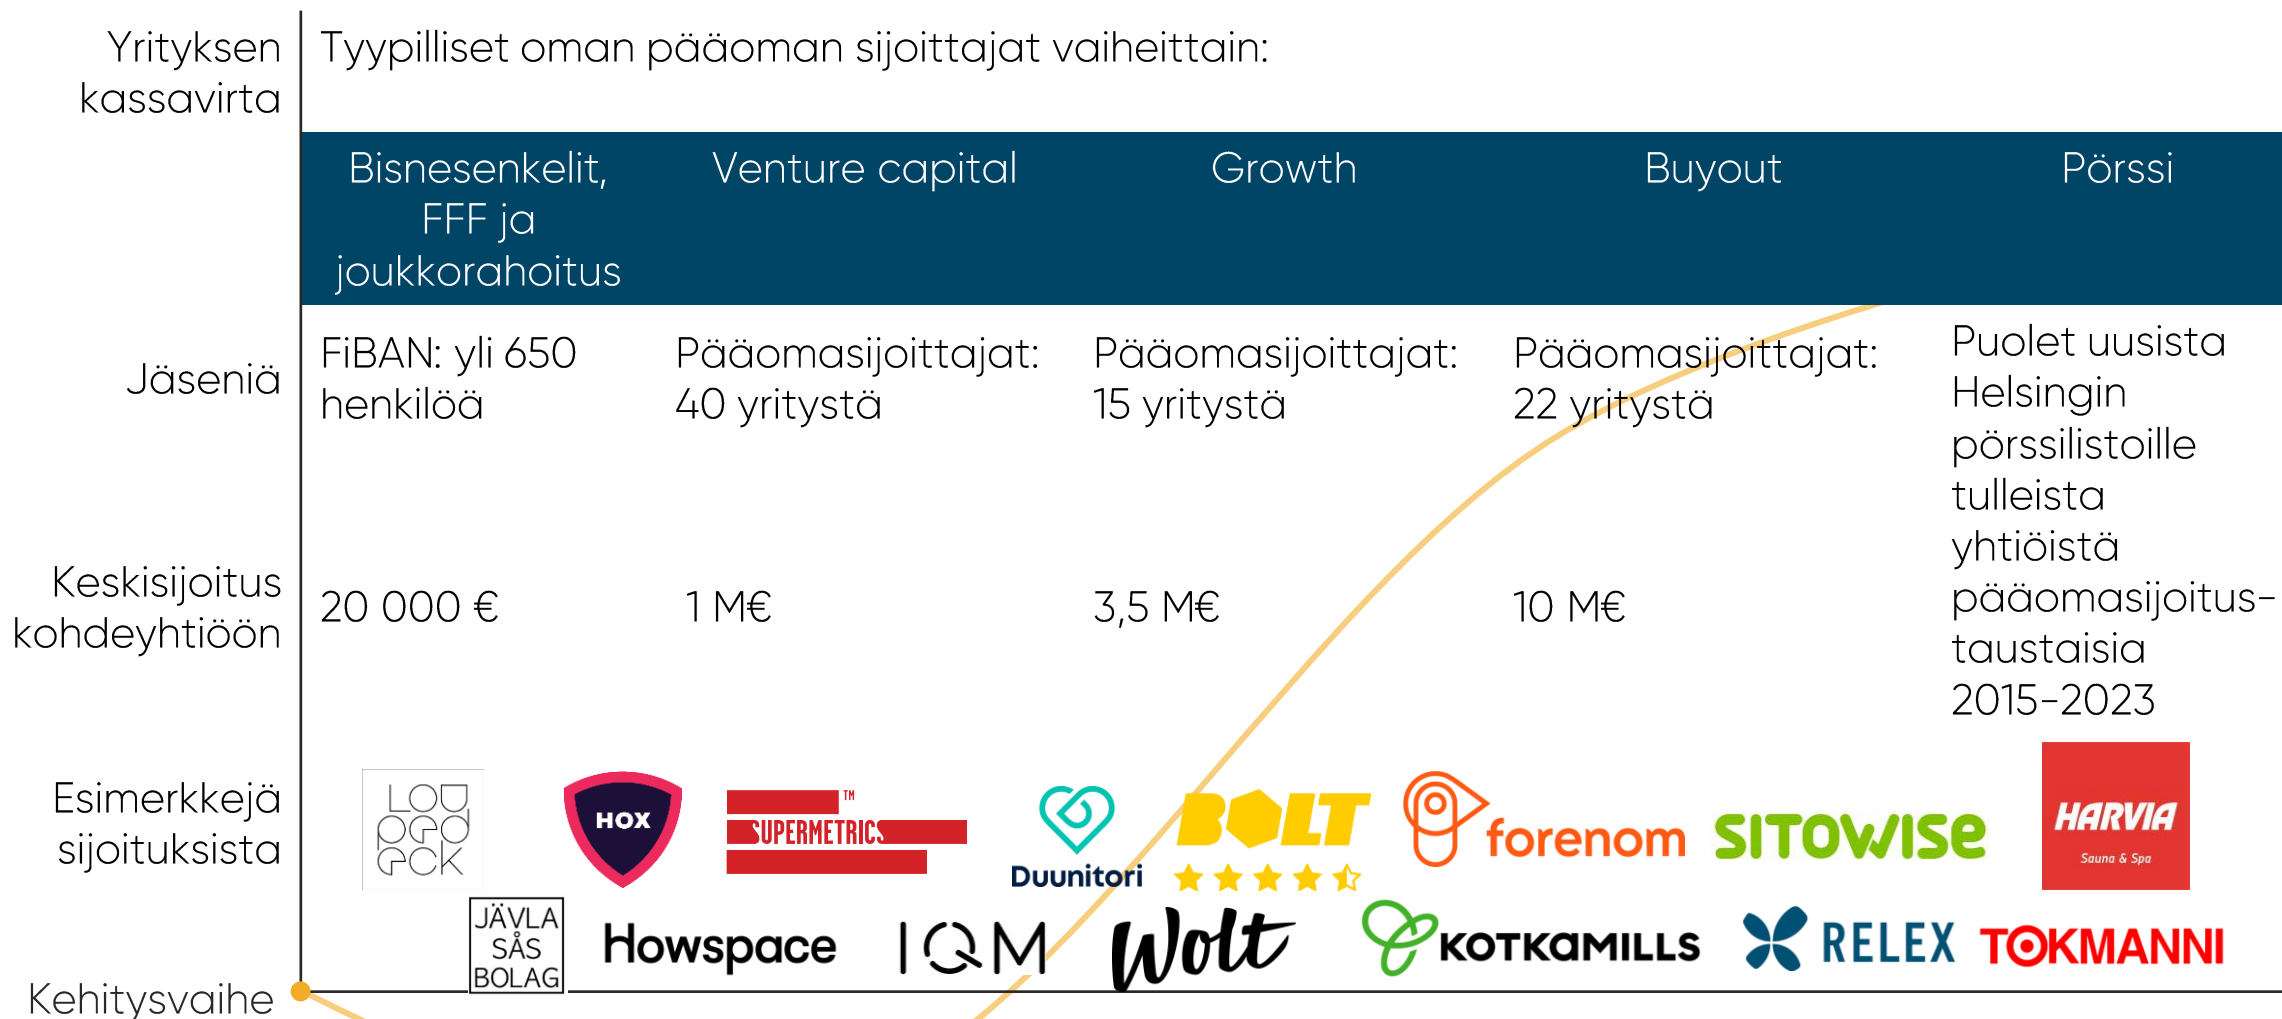 Yrityksen
kassavirta
Tyypilliset oman pääoman sijoittajat vaiheittain:
Bisnesenkelit,
FFF ja
joukkorahoitus
Venture capital
Growth
Buyout
Pörssi
Jäseniä
FiBAN: yli 650
henkilöä
Pääomasijoittajat:
40 yritystä
Pääomasijoittajat:
15 yritystä
Pääomasijoittajat:
22 yritystä
Puolet uusista
Helsingin
pörssilistoille
tulleista
yhtiöistä
pääomasijoitus-
taustaisia
2015-2023
Keskisijoitus
kohdeyhtiöön
20 000 €
1 M€
3,5 M€
10 M€
Esimerkkejä
sijoituksista
LOU
PED
ECK
HOX
SUPERMETRICS™
Duunitori
BOLT
forenom
SITOWISE
HARVIA
Sauna & Spa
JÄVLA
SÅS
BOLAG
Howspace
IQM
Wolt
KOTKAMILLS
RELEX
TOKMANNI
Kehitysvaihe